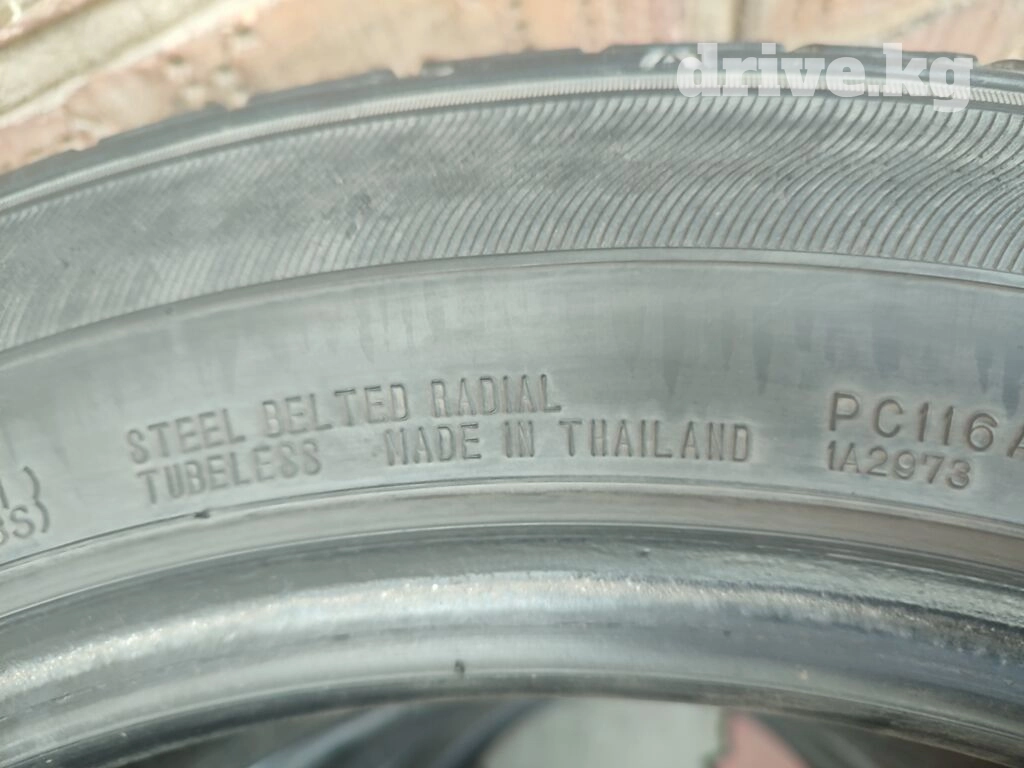 drive.kg
STEEL BELTED RADIAL
TUBELESS MADE IN THAILAND
PC116A
1A2973